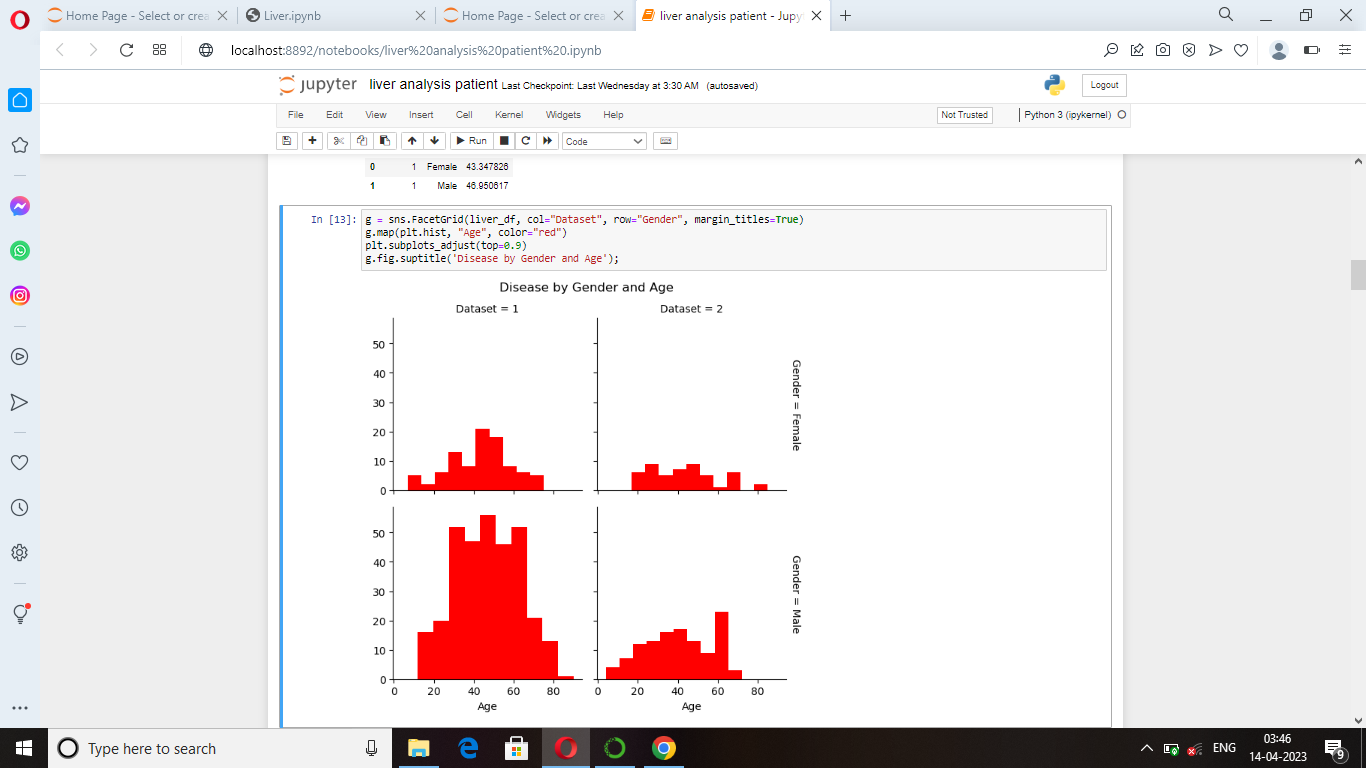 Home Page - Select or crea
Liver.ipynb
Home Page - Select or crea
liver analysis patient - Jupy
localhost:8892/notebooks/liver%20analysis%20patient%20.ipynb
jupyter liver analysis patient Last Checkpoint: Last Wednesday at 3:30 AM (autosaved)
Logout
File Edit View Insert Cell Kernel Widgets Help
Not Trusted
Python 3 (ipykernel)
Run
Code
0 1 Female 43.347826
1 1 Male 46.950617
In [13]:
g = sns.FacetGrid(liver_df, col="Dataset", row="Gender", margin_titles=True)
g.map(plt.hist, "Age", color="red")
plt.subplots_adjust(top=0.9)
g.fig.suptitle('Disease by Gender and Age');
Disease by Gender and Age
Dataset = 1
Dataset = 2
50
40
30
20
10
0
Gender = Female
50
40
30
20
10
0
Gender = Male
0 20 40 60 80
0 20 40 60 80
Age
Age
Type here to search
ENG
03:46
14-04-2023
9